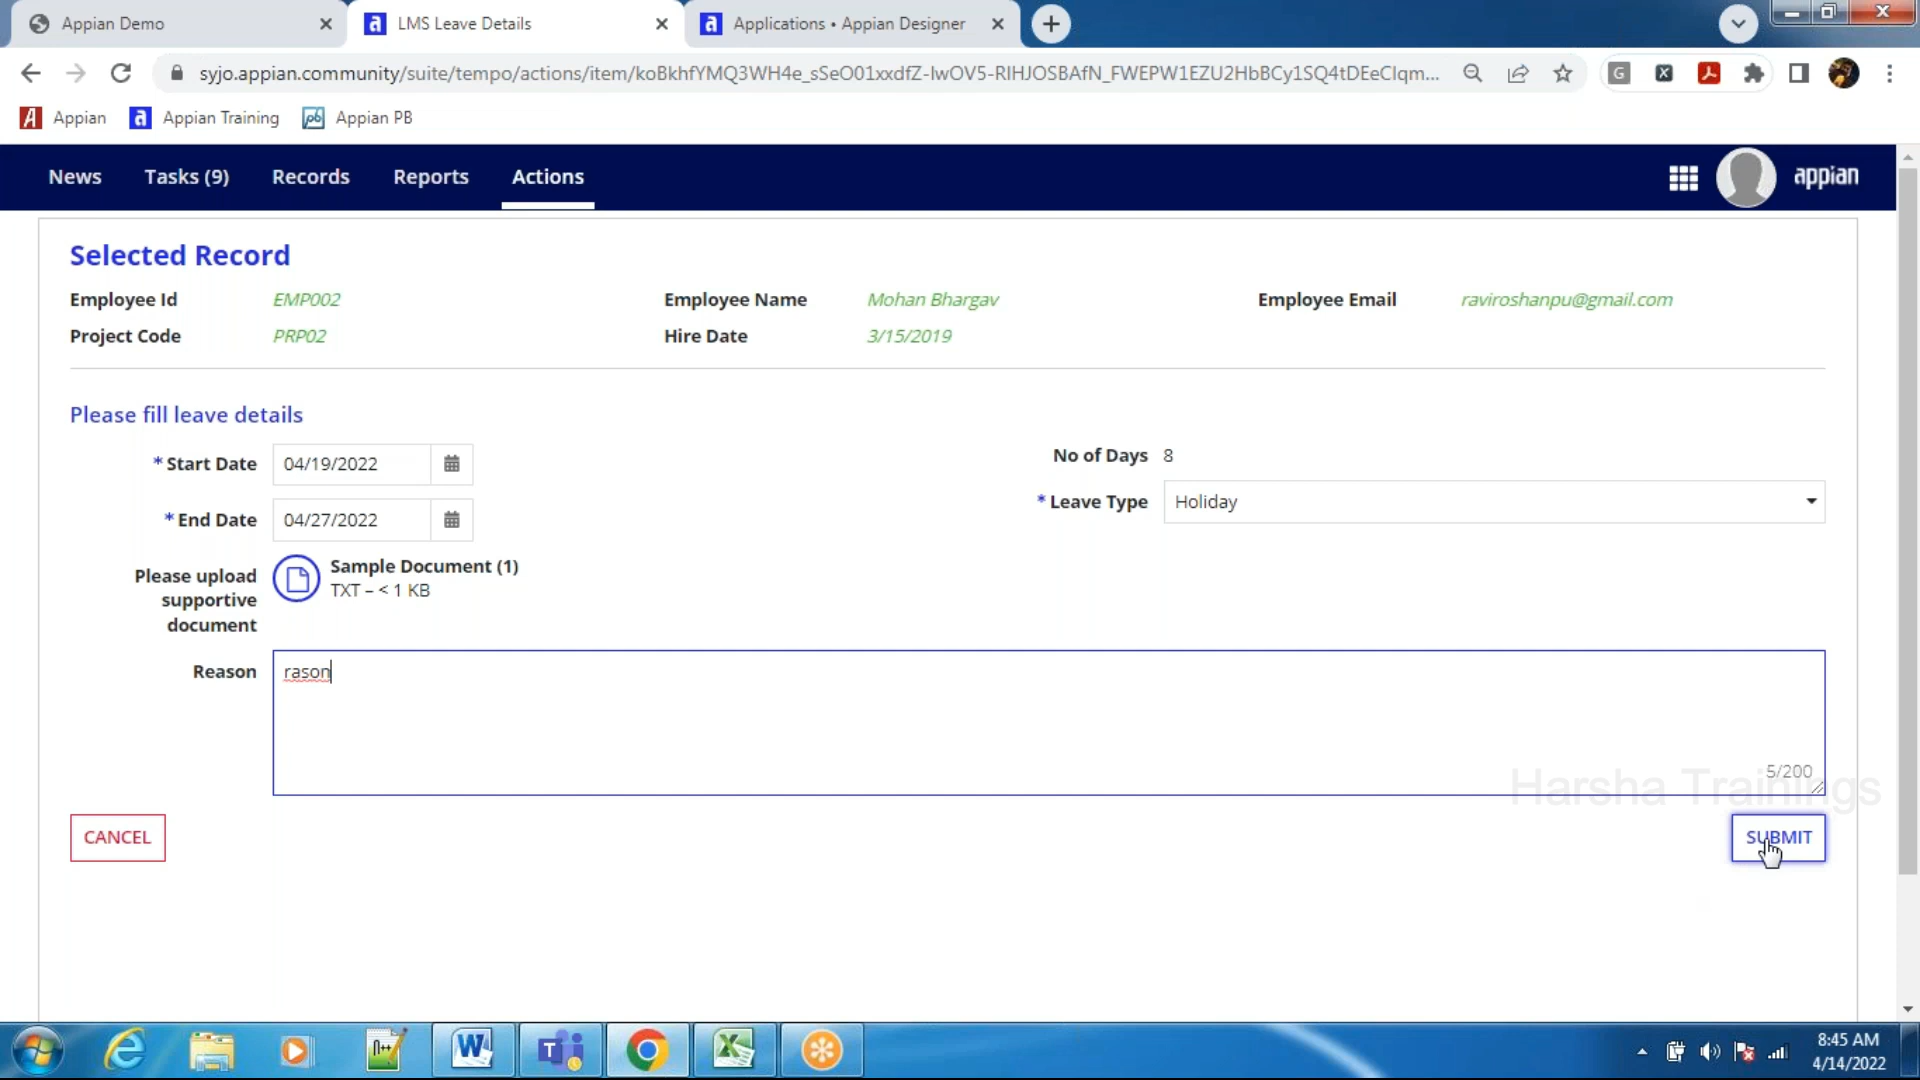 Appian Demo
LMS Leave Details
Applications • Appian Designer
syjo.appian.community/suite/tempo/actions/item/koBkhfYMQ3WH4e_sSeO01xxdfZ-IwOV5-RIHJOSBAfN_FWEPW1EZU2HbBCy1SQ4tDEeCIqm...
Appian
Appian Training
Appian PB
News
Tasks (9)
Records
Reports
Actions
appian
Selected Record
Employee Id EMP002
Employee Name Mohan Bhargav
Employee Email raviroshanpu@gmail.com
Project Code PRP02
Hire Date 3/15/2019
Please fill leave details
* Start Date 04/19/2022
No of Days 8
* Leave Type Holiday
* End Date 04/27/2022
Please upload
supportive
document
Sample Document (1)
TXT – < 1 KB
Reason
rason
5/200
Harsha Trainings
CANCEL
SUBMIT
8:45 AM
4/14/2022